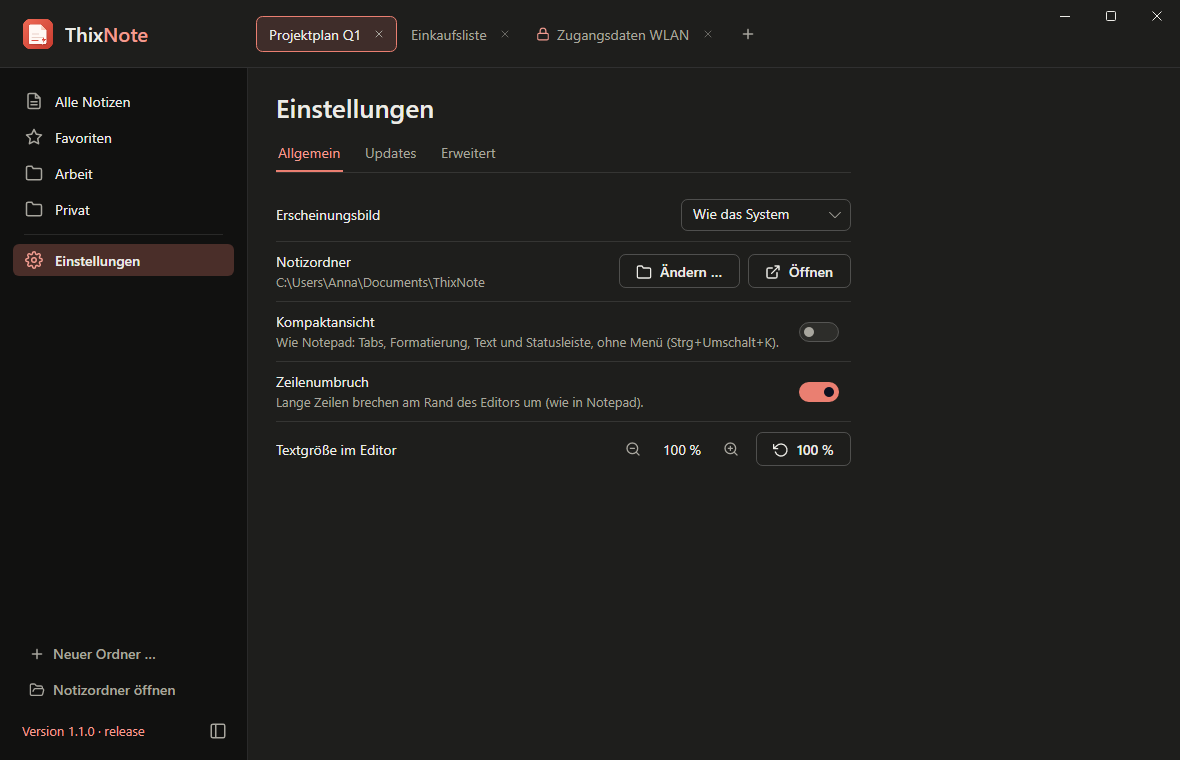 ThixNote
Projektplan Q1
Einkaufsliste
Zugangsdaten WLAN
Alle Notizen
Favoriten
Arbeit
Privat
Einstellungen
Einstellungen
Allgemein Updates Erweitert
Erscheinungsbild
Wie das System
Notizordner
C:\Users\Anna\Documents\ThixNote
Ändern ...
Öffnen
Kompaktansicht
Wie Notepad: Tabs, Formatierung, Text und Statusleiste, ohne Menü (Strg+Umschalt+K).
Zeilenumbruch
Lange Zeilen brechen am Rand des Editors um (wie in Notepad).
Textgröße im Editor
100 %
100 %
Neuer Ordner ...
Notizordner öffnen
Version 1.1.0 · release